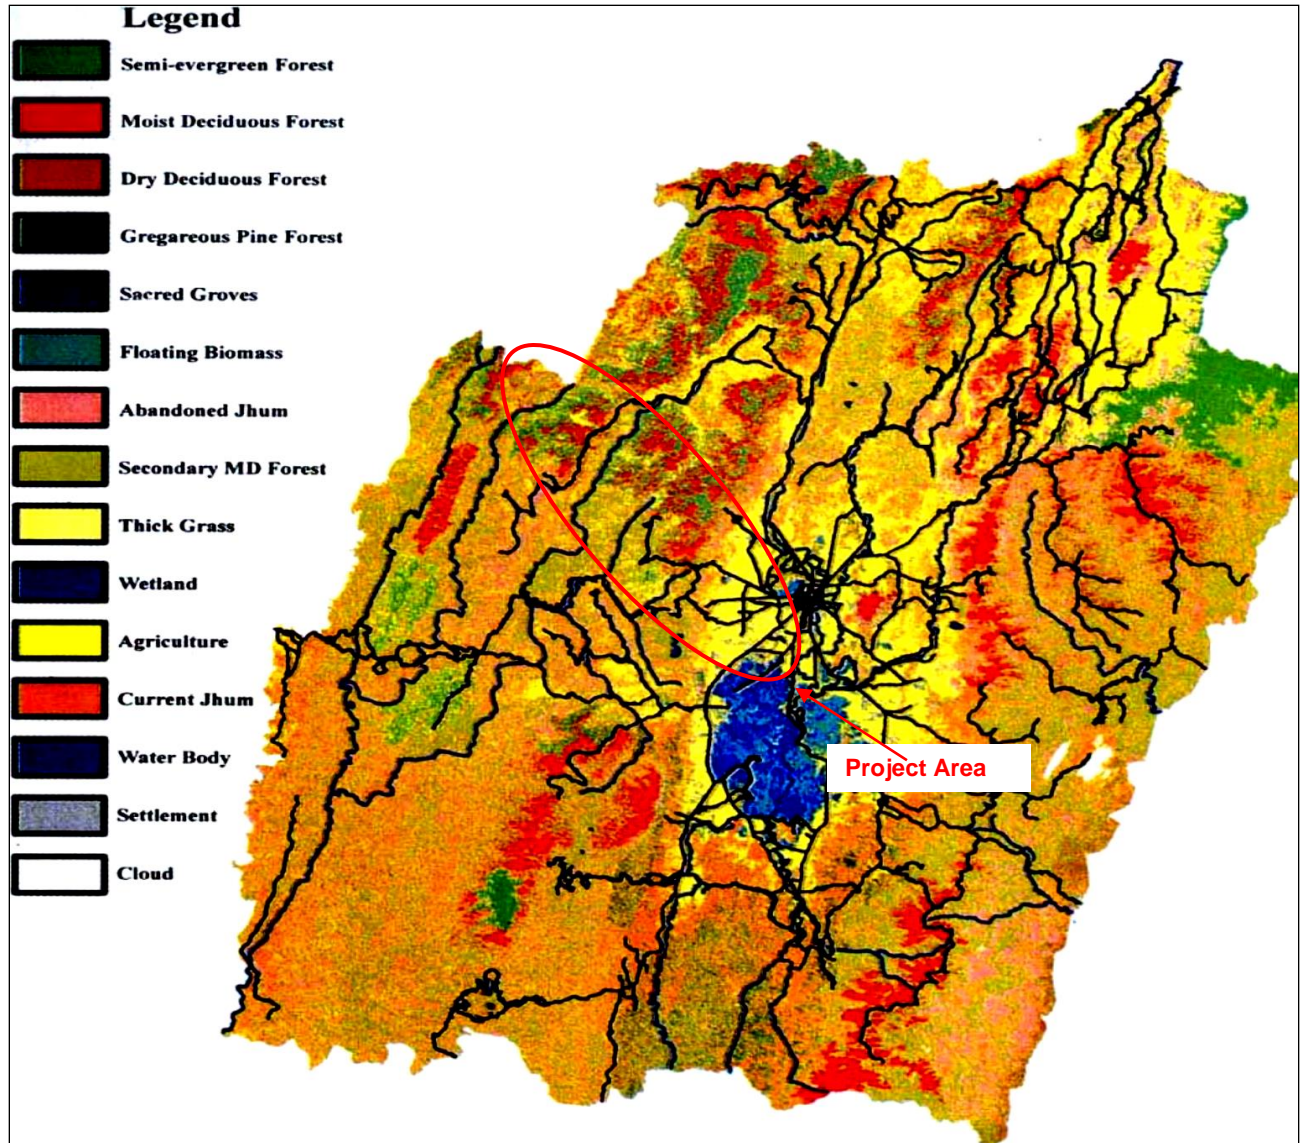 Legend
Semi-evergreen Forest
Moist Deciduous Forest
Dry Deciduous Forest
Gregareous Pine Forest
Sacred Groves
Floating Biomass
Abandoned Jhum
Secondary MD Forest
Thick Grass
Wetland
Agriculture
Current Jhum
Water Body
Settlement
Cloud
Project Area